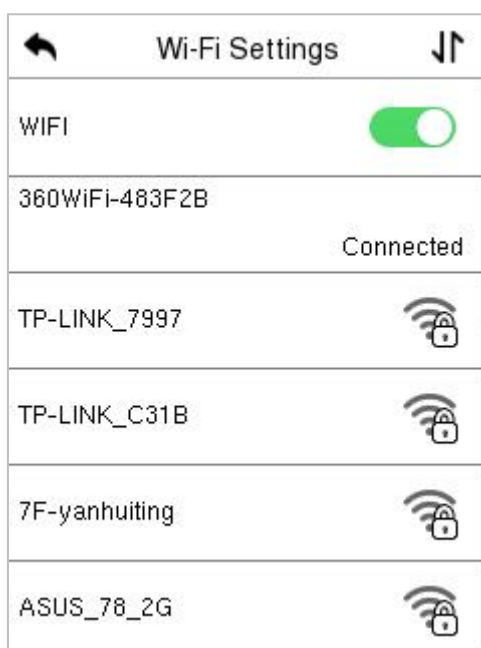 Wi-Fi Settings
WIFI
360WiFi-483F2B
Connected
TP-LINK_7997
TP-LINK_C31B
7F-yanhuiting
ASUS_78_2G